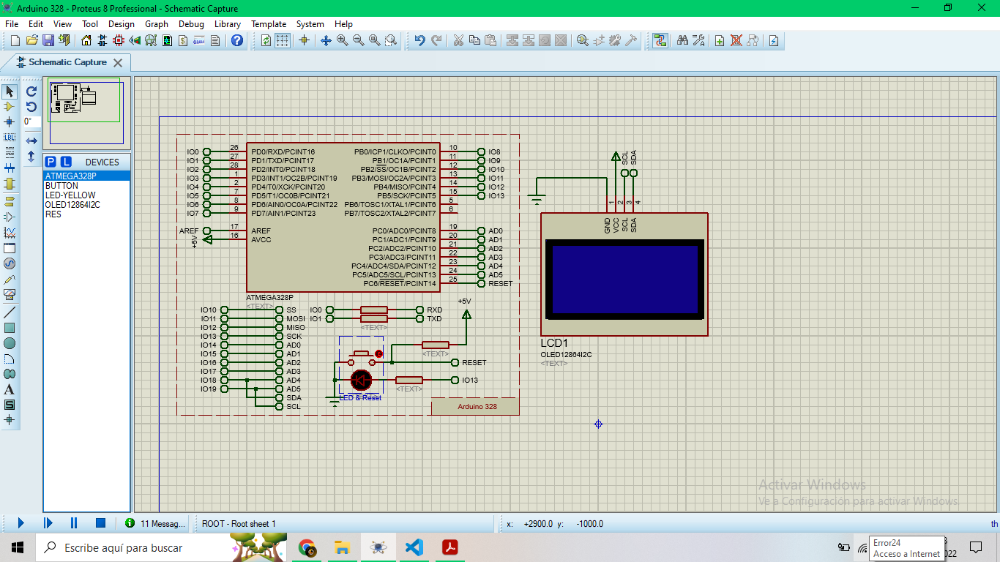 Arduino 328 - Proteus 8 Professional - Schematic Capture
File Edit View Tool Design Graph Debug Library Template System Help
Schematic Capture
0°
LBL
A
S
P L DEVICES
ATMEGA328P
BUTTON
LED-YELLOW
OLED12864I2C
RES
IO0 26 PD0/RXD/PCINT16 PB0/ICP1/CLKO/PCINT0 10 IO8
IO1 27 PD1/TXD/PCINT17 PB1/OC1A/PCINT1 11 IO9
IO2 28 PD2/INT0/PCINT18 PB2/SS/OC1B/PCINT2 12 IO10
IO3 1 PD3/INT1/OC2B/PCINT19 PB3/MOSI/OC2A/PCINT3 13 IO11
IO4 2 PD4/T0/XCK/PCINT20 PB4/MISO/PCINT4 14 IO12
IO5 7 PD5/T1/OC0B/PCINT21 PB5/SCK/PCINT5 15 IO13
IO6 8 PD6/AIN0/OC0A/PCINT22 PB6/TOSC1/XTAL1/PCINT6 5
IO7 9 PD7/AIN1/PCINT23 PB7/TOSC2/XTAL2/PCINT7 6
AREF 17 AREF PC0/ADC0/PCINT8 19 AD0
+5V 16 AVCC PC1/ADC1/PCINT9 20 AD1
PC2/ADC2/PCINT10 21 AD2
PC3/ADC3/PCINT11 22 AD3
PC4/ADC4/SDA/PCINT12 23 AD4
PC5/ADC5/SCL/PCINT13 24 AD5
PC6/RESET/PCINT14 25 RESET
ATMEGA328P
<TEXT>
IO10 SS
IO11 MOSI
IO12 MISO
IO13 SCK
IO14 AD0
IO15 AD1
IO16 AD2
IO17 AD3
IO18 AD4
IO19 AD5
SDA
SCL
IO0 RXD
IO1 TXD
<TEXT>
+5V
<TEXT>
RESET
IO13
<TEXT>
LED & Reset
Arduino 328
SCL SDA
1 2 3 4
GND VCC SCL SDA
LCD1
OLED12864I2C
<TEXT>
Activar Windows
Ve a Configuración para activar Windows.
11 Messag... ROOT - Root sheet 1 x: +2900.0 y: -1000.0 th
Escribe aquí para buscar
Error24
Acceso a Internet